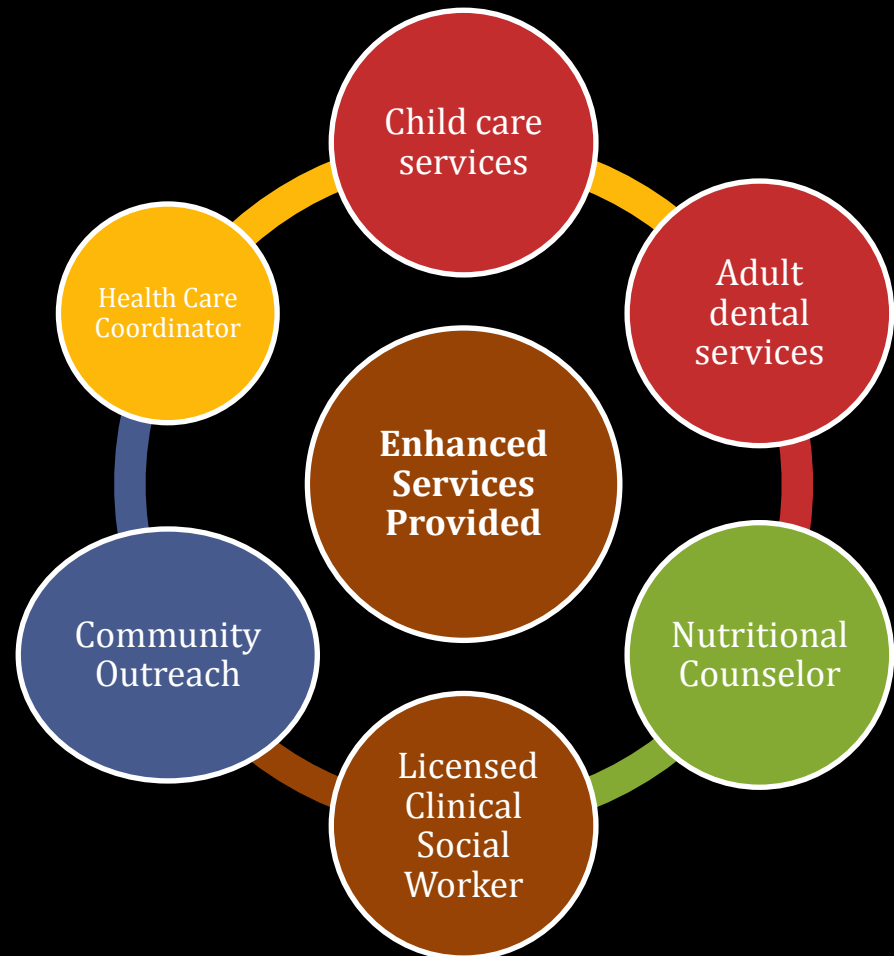 Child care
services
Adult
dental
services
Health Care
Coordinator
Enhanced
Services
Provided
Community
Outreach
Nutritional
Counselor
Licensed
Clinical
Social
Worker